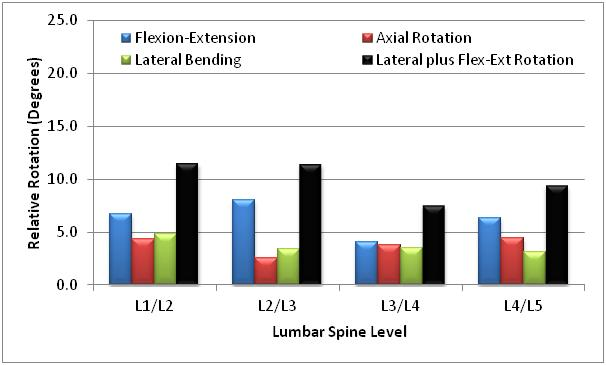 25.0
20.0
15.0
10.0
5.0
0.0
Relative Rotation (Degrees)
Flexion-Extension
Axial Rotation
Lateral Bending
Lateral plus Flex-Ext Rotation
L1/L2
L2/L3
L3/L4
L4/L5
Lumbar Spine Level